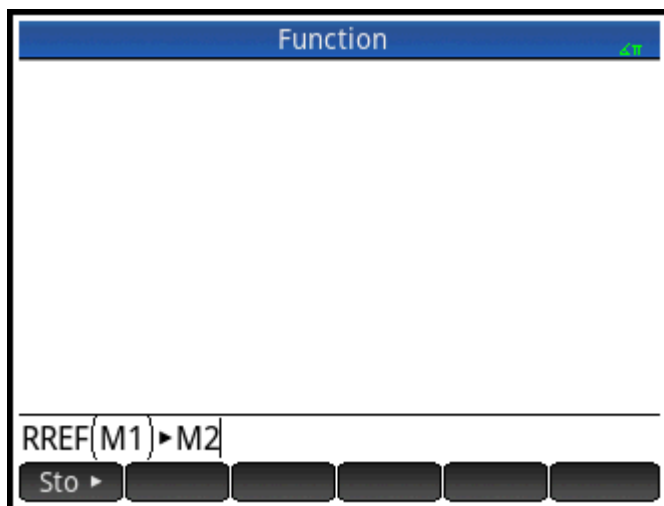 Function
∡π
RREF(M1)▶M2
Sto ▶